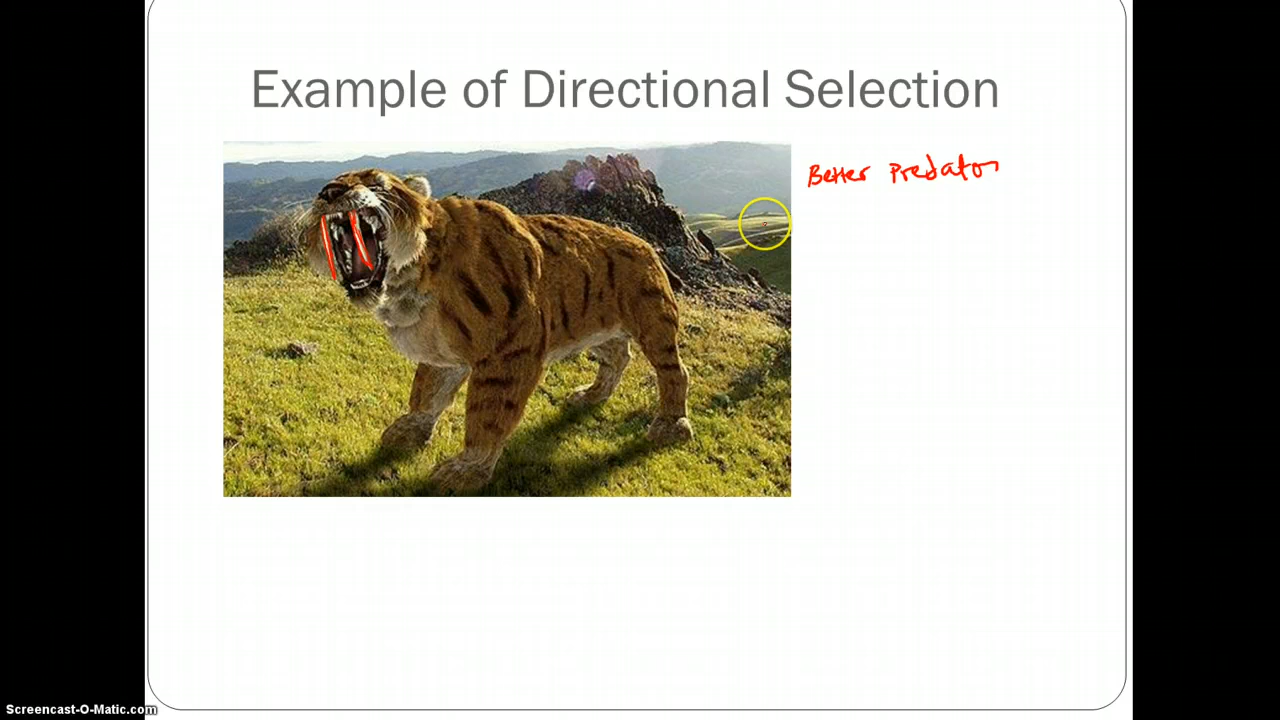 Example of Directional Selection
Better Predator
Screencast-O-Matic.com